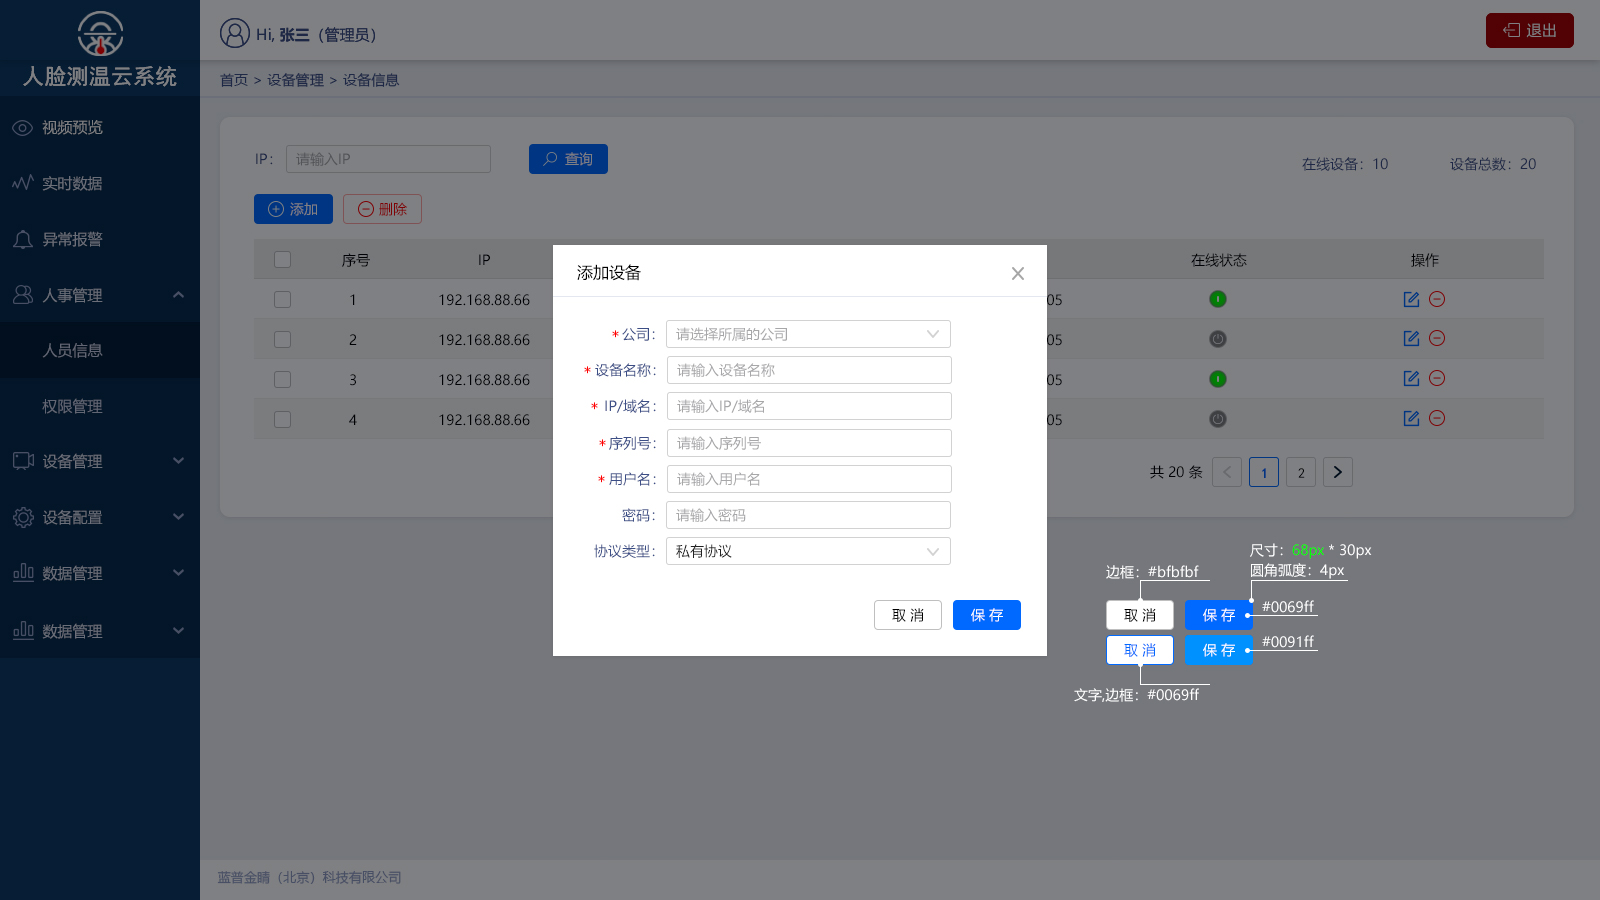 人脸测温云系统
Hi, 张三（管理员）
退出
首页 > 设备管理 > 设备信息
视频预览
实时数据
异常报警
人事管理
人员信息
权限管理
设备管理
设备配置
数据管理
数据管理
IP： 请输入IP 查询
在线设备：10 设备总数：20
添加 删除
序号 IP 在线状态 操作
1 192.168.88.66 05
2 192.168.88.66 05
3 192.168.88.66 05
4 192.168.88.66 05
共 20 条 1 2
添加设备
* 公司： 请选择所属的公司
* 设备名称： 请输入设备名称
* IP/域名： 请输入IP/域名
* 序列号： 请输入序列号
* 用户名： 请输入用户名
密码： 请输入密码
协议类型： 私有协议
取 消 保 存
尺寸：68px * 30px
圆角弧度：4px
边框：#bfbfbf
取 消 保 存 #0069ff
取 消 保 存 #0091ff
文字,边框：#0069ff
蓝普金睛（北京）科技有限公司